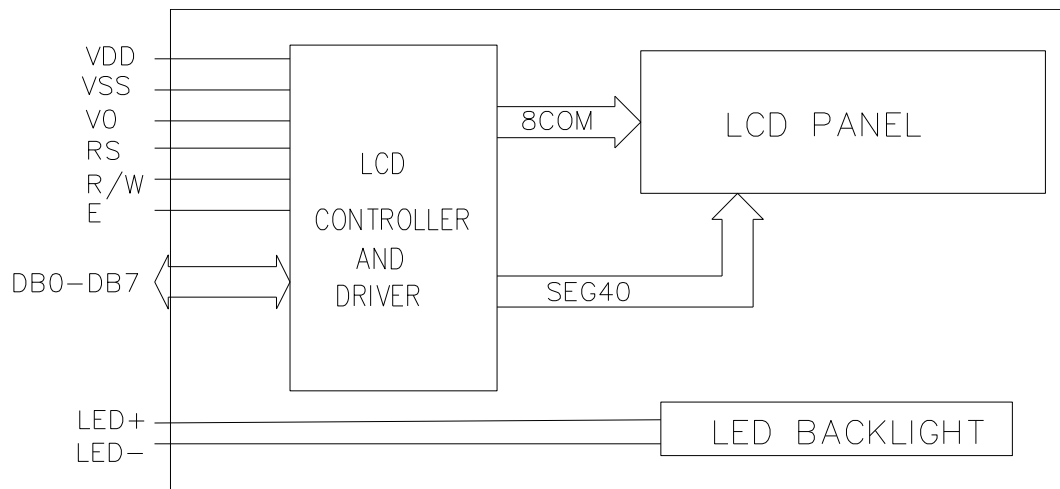 VDD
VSS
V0
RS
R/W
E
DB0-DB7
LED+
LED-
LCD
CONTROLLER
AND
DRIVER
8COM
SEG40
LCD PANEL
LED BACKLIGHT